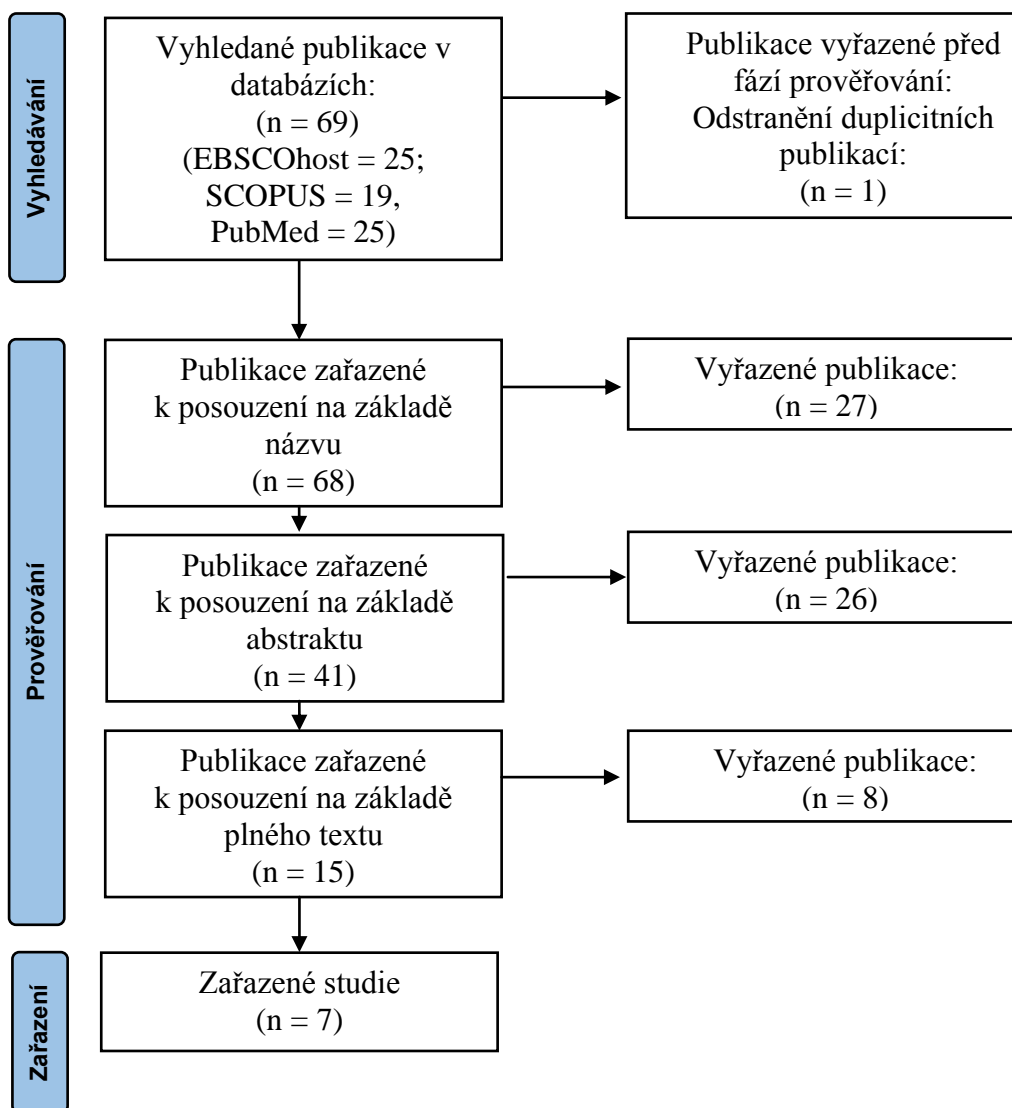 Vyhledávání
Vyhledané publikace v
databázích:
(n = 69)
(EBSCOhost = 25;
SCOPUS = 19,
PubMed = 25)
Publikace vyřazené před
fází prověřování:
Odstranění duplicitních
publikací:
(n = 1)
Prověřování
Publikace zařazené
k posouzení na základě
názvu
(n = 68)
Vyřazené publikace:
(n = 27)
Publikace zařazené
k posouzení na základě
abstraktu
(n = 41)
Vyřazené publikace:
(n = 26)
Publikace zařazené
k posouzení na základě
plného textu
(n = 15)
Vyřazené publikace:
(n = 8)
Zařazení
Zařazené studie
(n = 7)